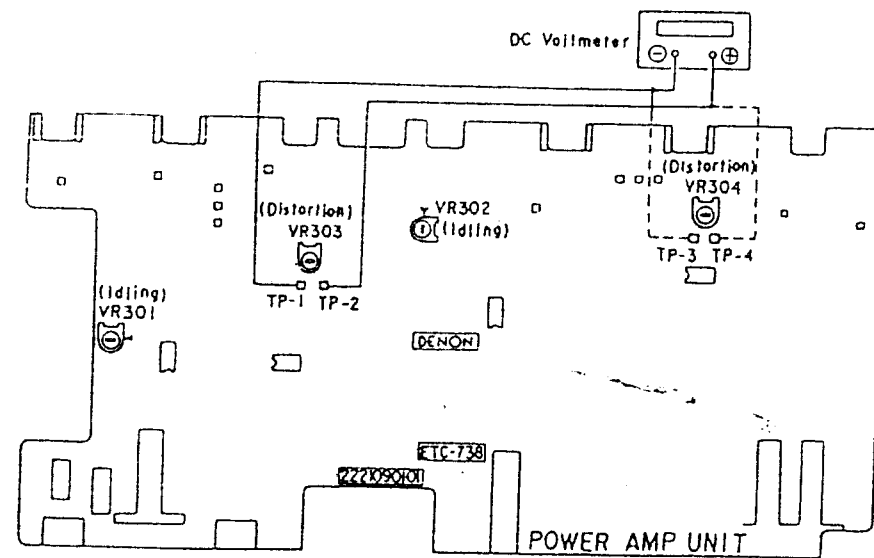 DC Voltmeter
⊖ ⊕
(Distortion)
VR304
(Distortion)
VR303
VR302
(Idling)
TP-3 TP-4
TP-1 TP-2
(Idling)
VR301
DENON
ETC-738
2221090101
POWER AMP UNIT